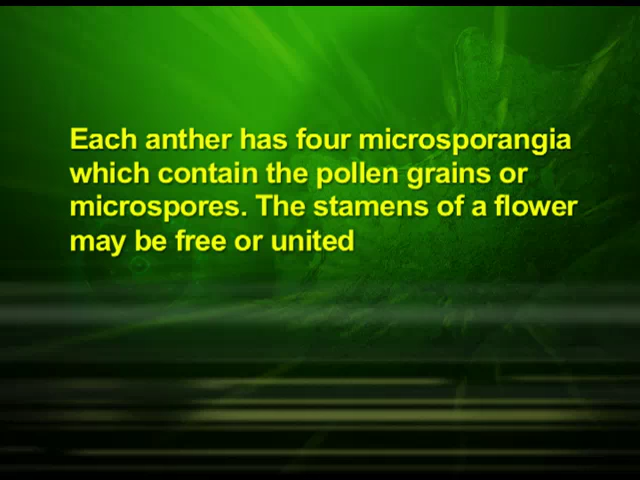 Each anther has four microsporangia
which contain the pollen grains or
microspores. The stamens of a flower
may be free or united